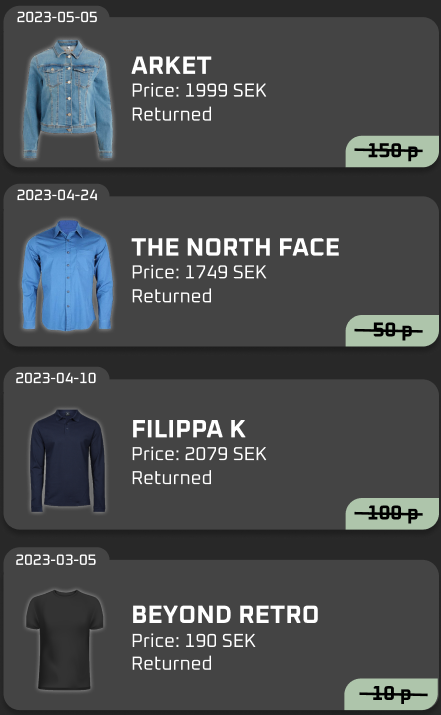 2023-05-05
ARKET
Price: 1999 SEK
Returned
150 p
2023-04-24
THE NORTH FACE
Price: 1749 SEK
Returned
50 p
2023-04-10
FILIPPA K
Price: 2079 SEK
Returned
100 p
2023-03-05
BEYOND RETRO
Price: 190 SEK
Returned
10 p